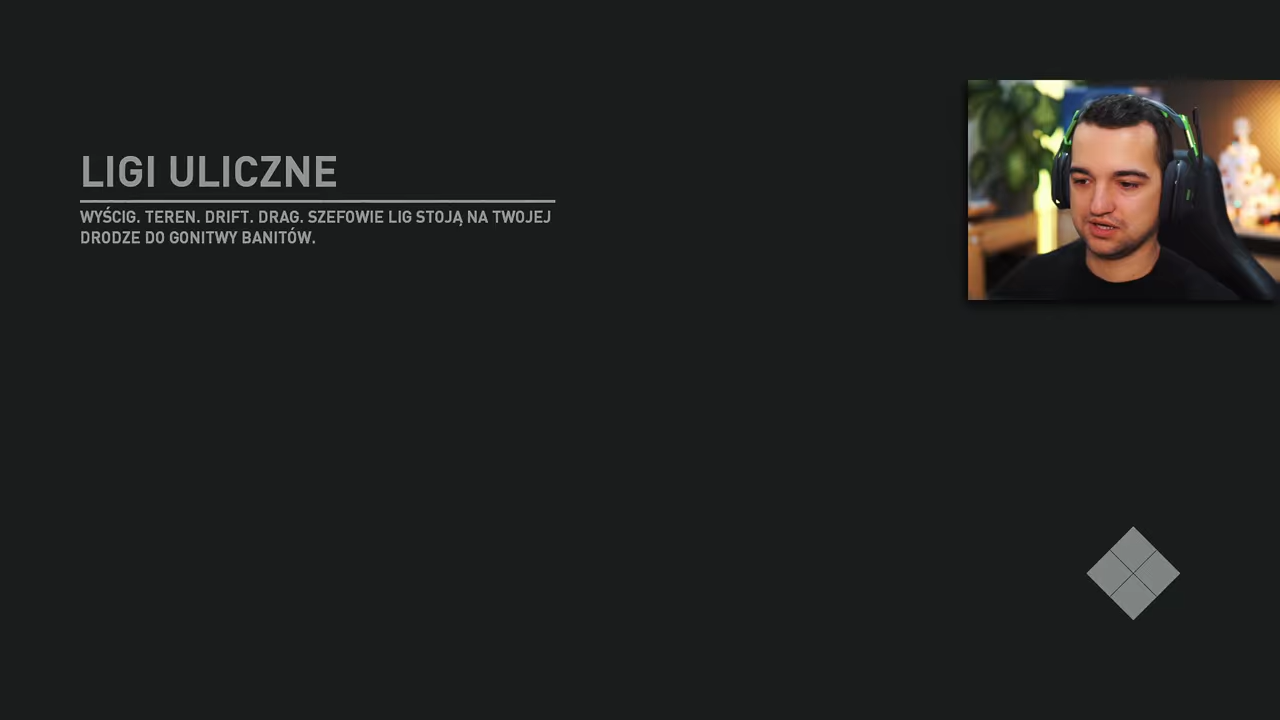 LIGI ULICZNE
WYŚCIG. TEREN. DRIFT. DRAG. SZEFOWIE LIG STOJĄ NA TWOJEJ
DRODZE DO GONITWY BANITÓW.